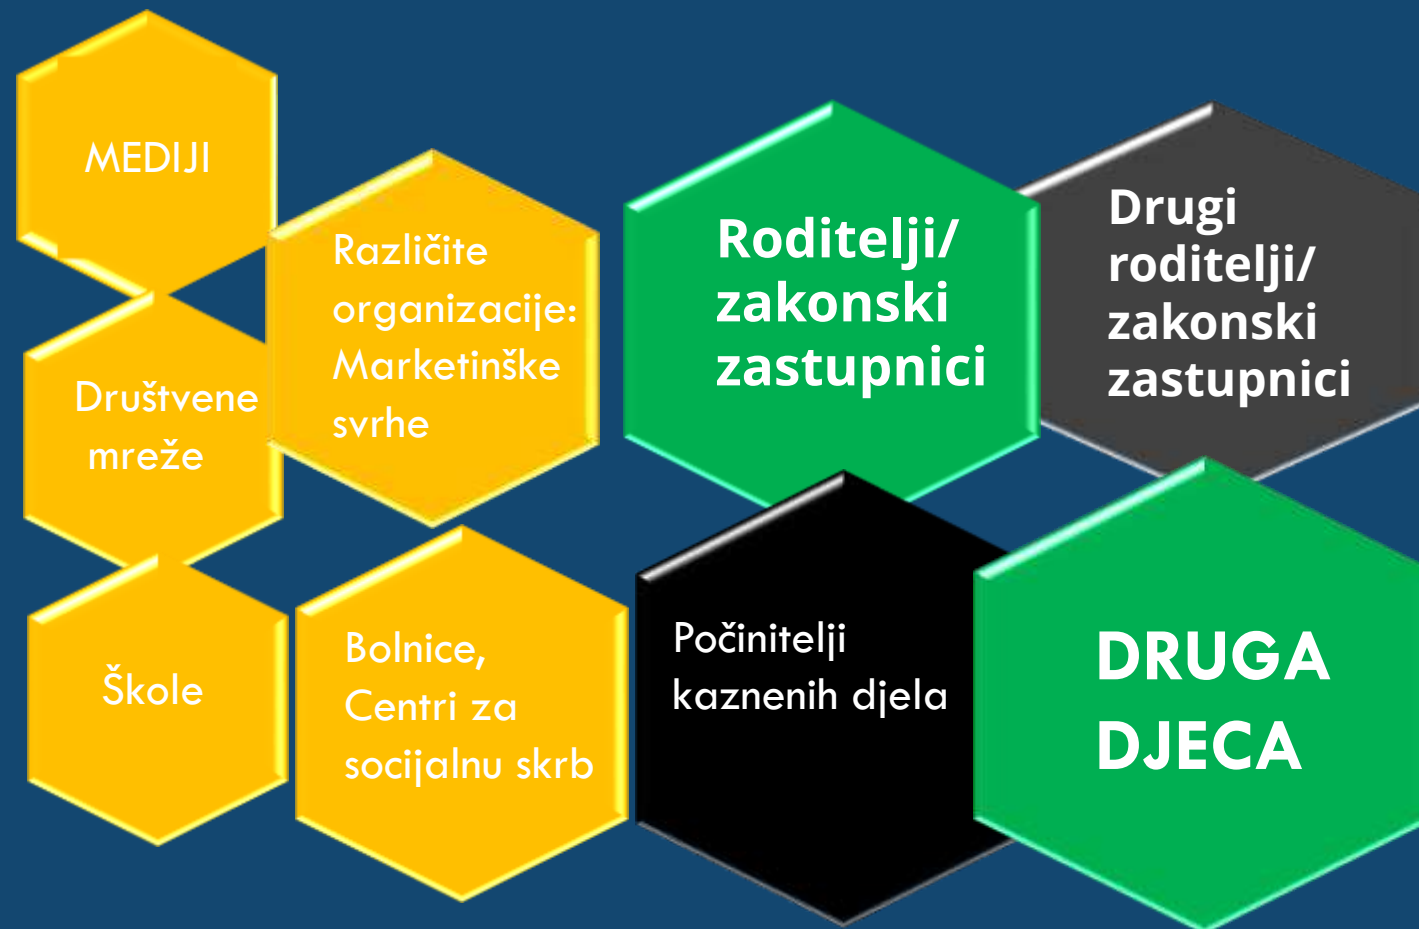 MEDIJI
Različite
organizacije:
Marketinške
svrhe
Društvene
mreže
Škole
Bolnice,
Centri za
socijalnu skrb
Roditelji/
zakonski
zastupnici
Drugi
roditelji/
zakonski
zastupnici
Počinitelji
kaznenih djela
DRUGA
DJECA